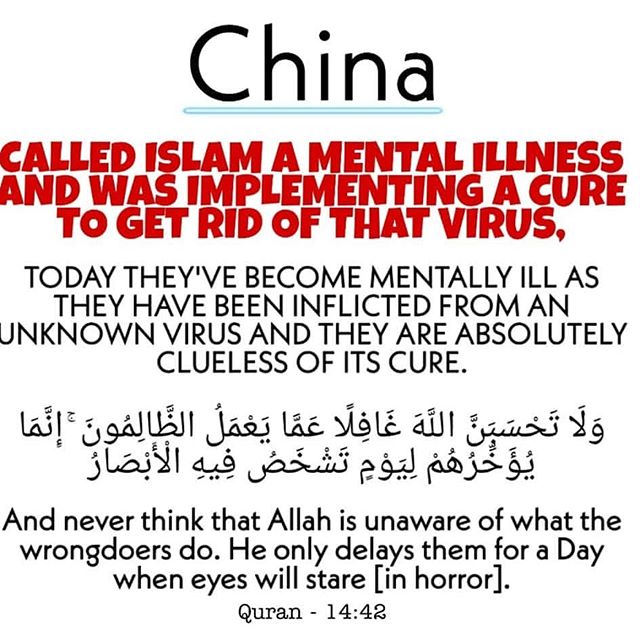 China
CALLED ISLAM A MENTAL ILLNESS
AND WAS IMPLEMENTING A CURE
TO GET RID OF THAT VIRUS,
TODAY THEY'VE BECOME MENTALLY ILL AS
THEY HAVE BEEN INFLICTED FROM AN
UNKNOWN VIRUS AND THEY ARE ABSOLUTELY
CLUELESS OF ITS CURE.
وَلَا تَحْسَبَنَّ اللَّهَ غَافِلًا عَمَّا يَعْمَلُ الظَّالِمُونَ ۚ إِنَّمَا
يُؤَخِّرُهُمْ لِيَوْمٍ تَشْخَصُ فِيهِ الْأَبْصَارُ
And never think that Allah is unaware of what the
wrongdoers do. He only delays them for a Day
when eyes will stare [in horror].
Quran - 14:42